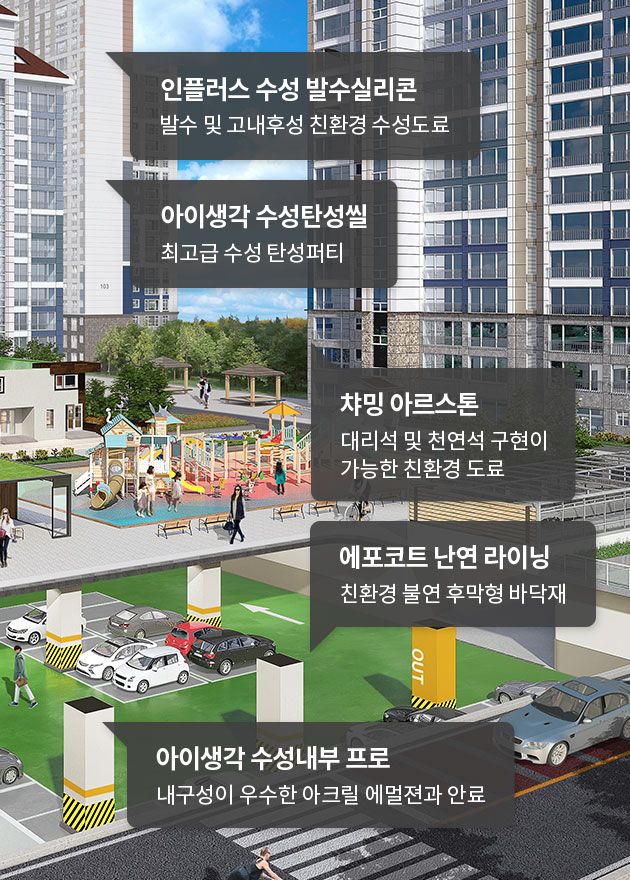 인플러스 수성 발수실리콘
발수 및 고내후성 친환경 수성도료
103
아이생각 수성탄성씰
최고급 수성 탄성퍼티
챠밍 아르스톤
대리석 및 천연석 구현이
가능한 친환경 도료
에포코트 난연 라이닝
친환경 불연 후막형 바닥재
OUT
아이생각 수성내부 프로
내구성이 우수한 아크릴 에멀젼과 안료